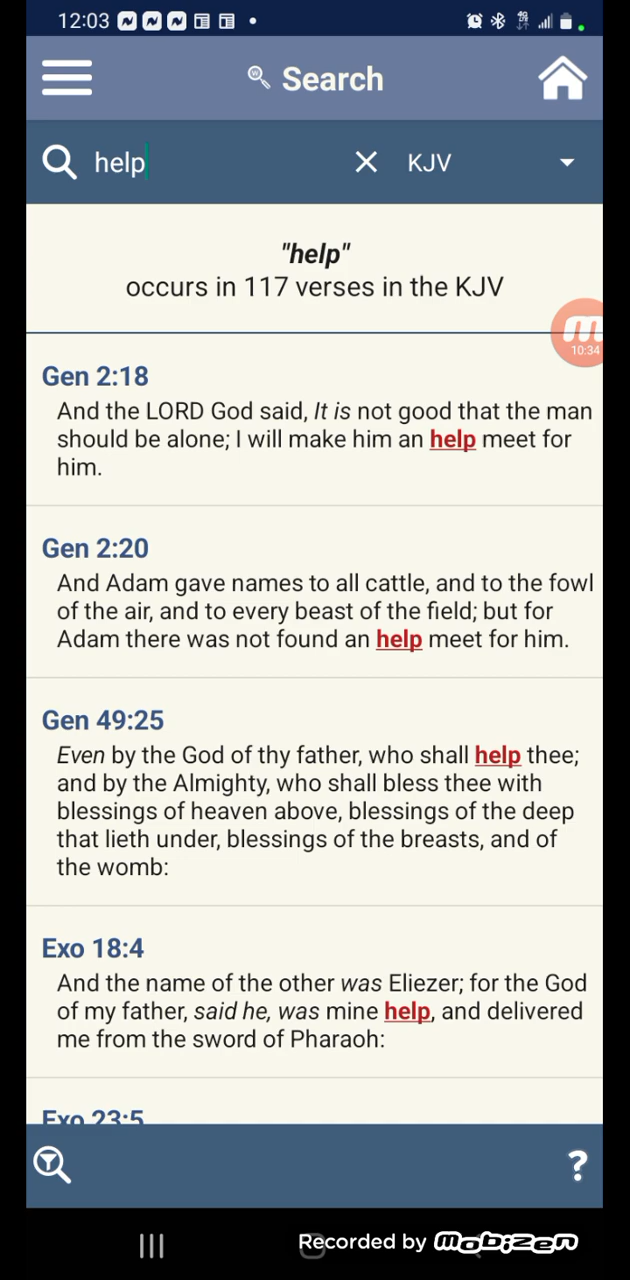 12:03
Search
help KJV
"help"
occurs in 117 verses in the KJV
10:34
Gen 2:18
And the LORD God said, It is not good that the man
should be alone; I will make him an help meet for
him.
Gen 2:20
And Adam gave names to all cattle, and to the fowl
of the air, and to every beast of the field; but for
Adam there was not found an help meet for him.
Gen 49:25
Even by the God of thy father, who shall help thee;
and by the Almighty, who shall bless thee with
blessings of heaven above, blessings of the deep
that lieth under, blessings of the breasts, and of
the womb:
Exo 18:4
And the name of the other was Eliezer; for the God
of my father, said he, was mine help, and delivered
me from the sword of Pharaoh:
Exo 23:5
?
Recorded by mobizen